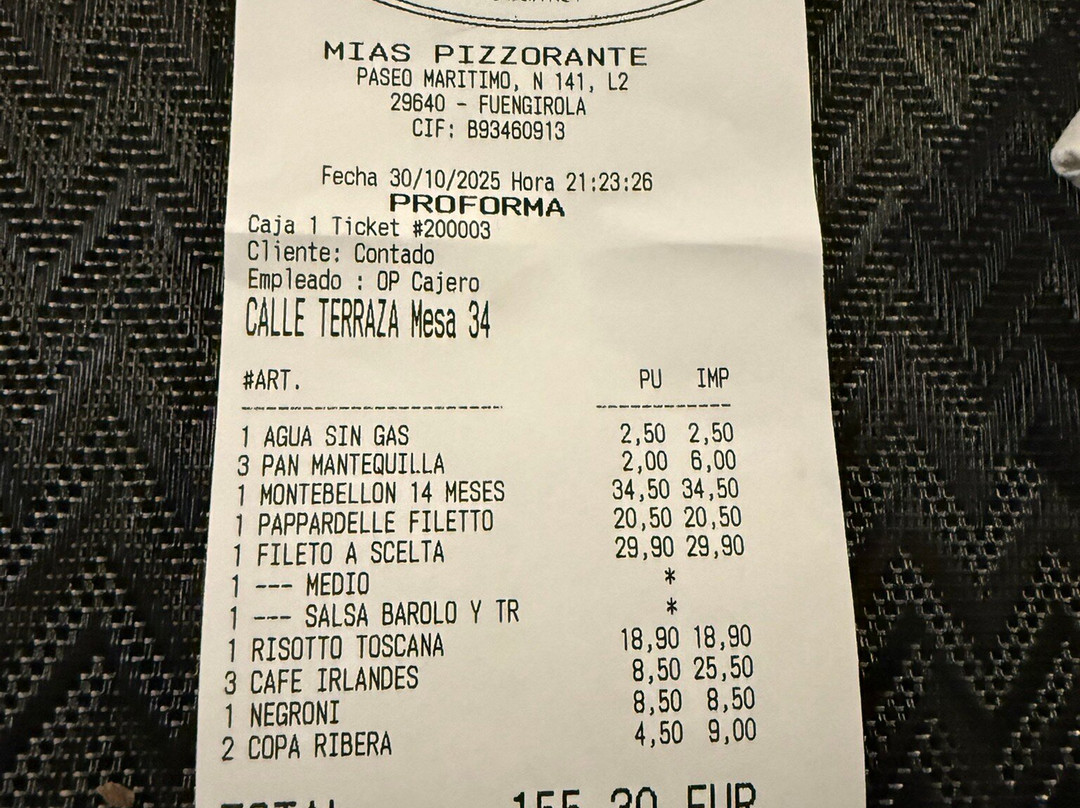 MIAS PIZZORANTE
PASEO MARITIMO, N 141, L2
29640 - FUENGIROLA
CIF: B93460913
Fecha 30/10/2025 Hora 21:23:26
PROFORMA
Caja 1 Ticket #200003
Cliente: Contado
Empleado : OP Cajero
CALLE TERRAZA Mesa 34
#ART. PU IMP
1 AGUA SIN GAS 2,50 2,50
3 PAN MANTEQUILLA 2,00 6,00
1 MONTEBELLON 14 MESES 34,50 34,50
1 PAPPARDELLE FILETTO 20,50 20,50
1 FILETO A SCELTA 29,90 29,90
1 --- MEDIO *
1 --- SALSA BAROLO Y TR *
1 RISOTTO TOSCANA 18,90 18,90
3 CAFE IRLANDES 8,50 25,50
1 NEGRONI 8,50 8,50
2 COPA RIBERA 4,50 9,00
TOTAL 155,30 EUR